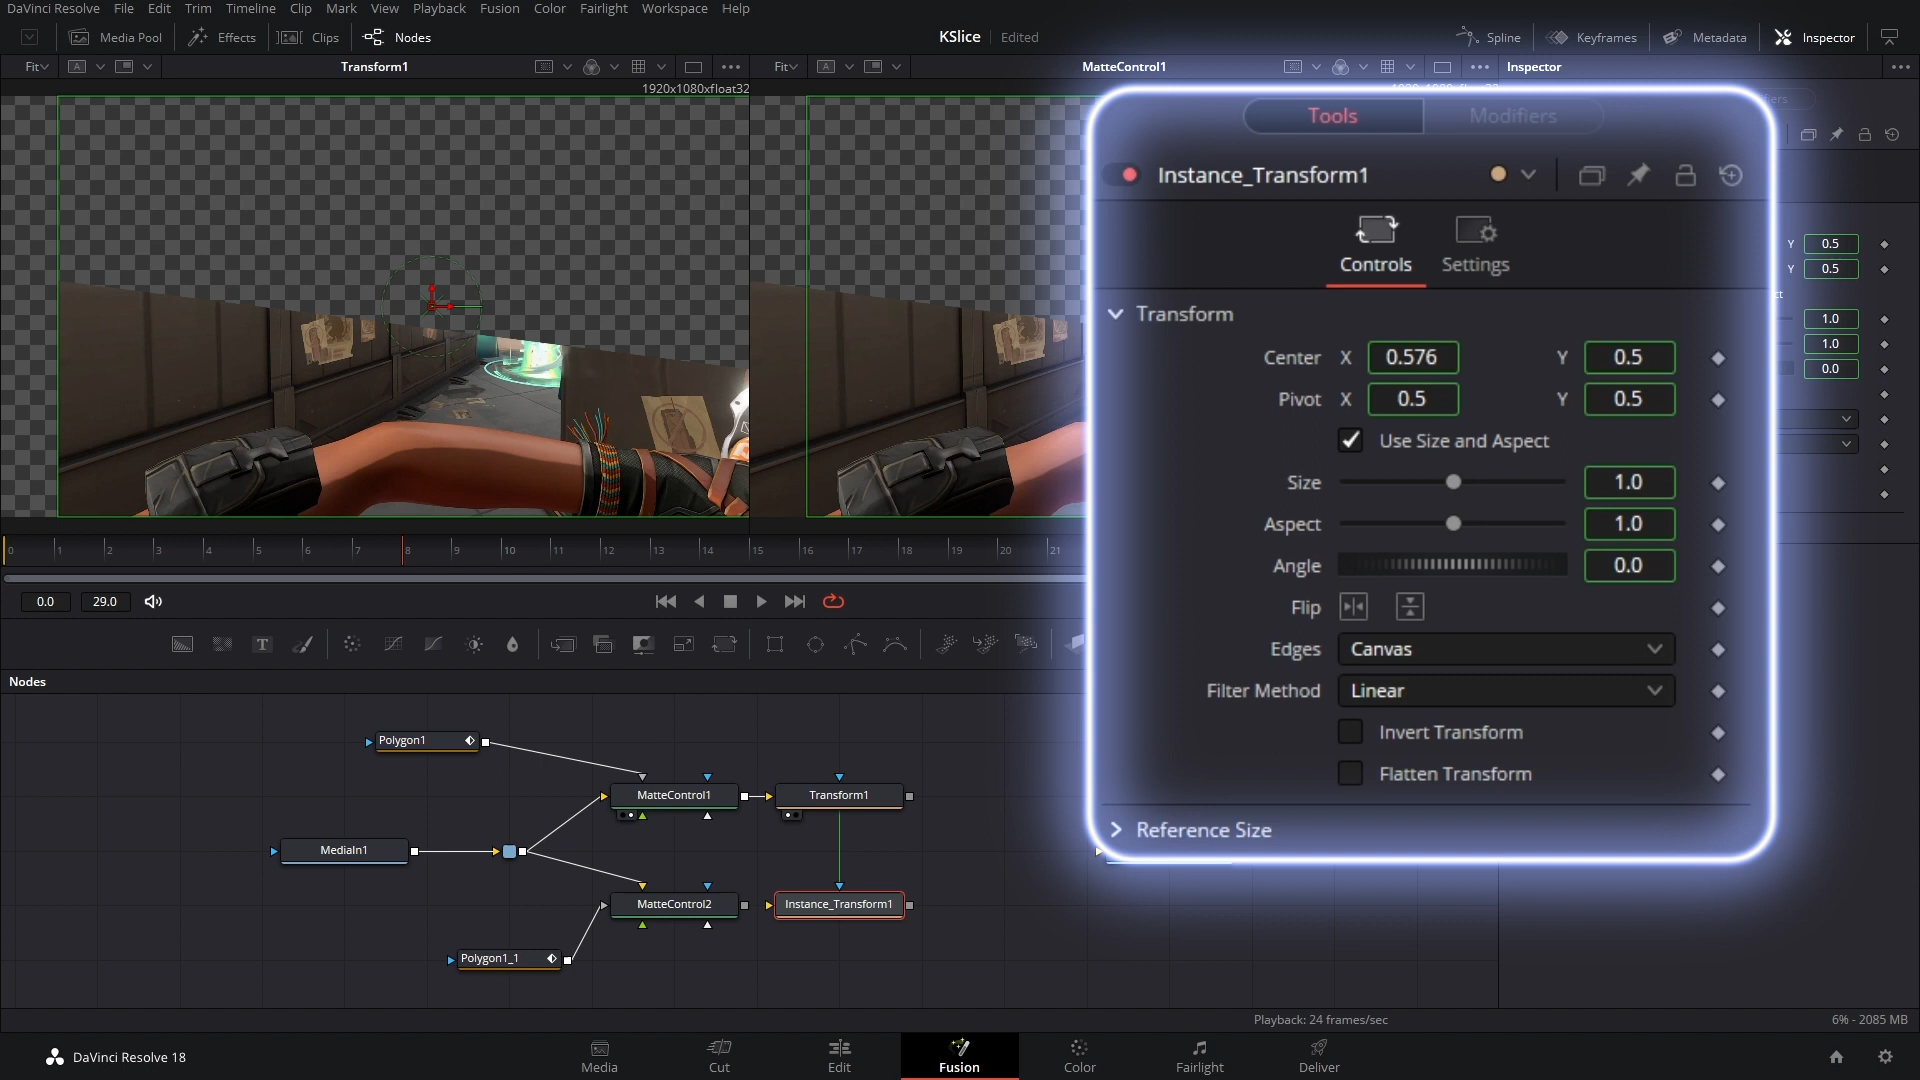 DaVinci Resolve File Edit Trim Timeline Clip Mark View Playback Fusion Color Fairlight Workspace Help
Media Pool Effects Clips Nodes KSlice Edited Spline Keyframes Metadata Inspector
Fit A Transform1 Fit A MatteControl1 Inspector
1920x1080xfloat32
Tools Modifiers
Instance_Transform1
Controls Settings
Transform
Center X 0.576 Y 0.5
Pivot X 0.5 Y 0.5
Use Size and Aspect
Size 1.0
Aspect 1.0
Angle 0.0
Flip
Edges Canvas
Filter Method Linear
Invert Transform
Flatten Transform
Reference Size
Y 0.5
Y 0.5
1.0
1.0
0.0
0 1 2 3 4 5 6 7 8 9 10 11 12 13 14 15 16 17 18 19 20 21
0.0 29.0
T
Nodes
Polygon1
MatteControl1 Transform1
MediaIn1
MatteControl2 Instance_Transform1
Polygon1_1
Playback: 24 frames/sec 6% - 2085 MB
DaVinci Resolve 18 Media Cut Edit Fusion Color Fairlight Deliver